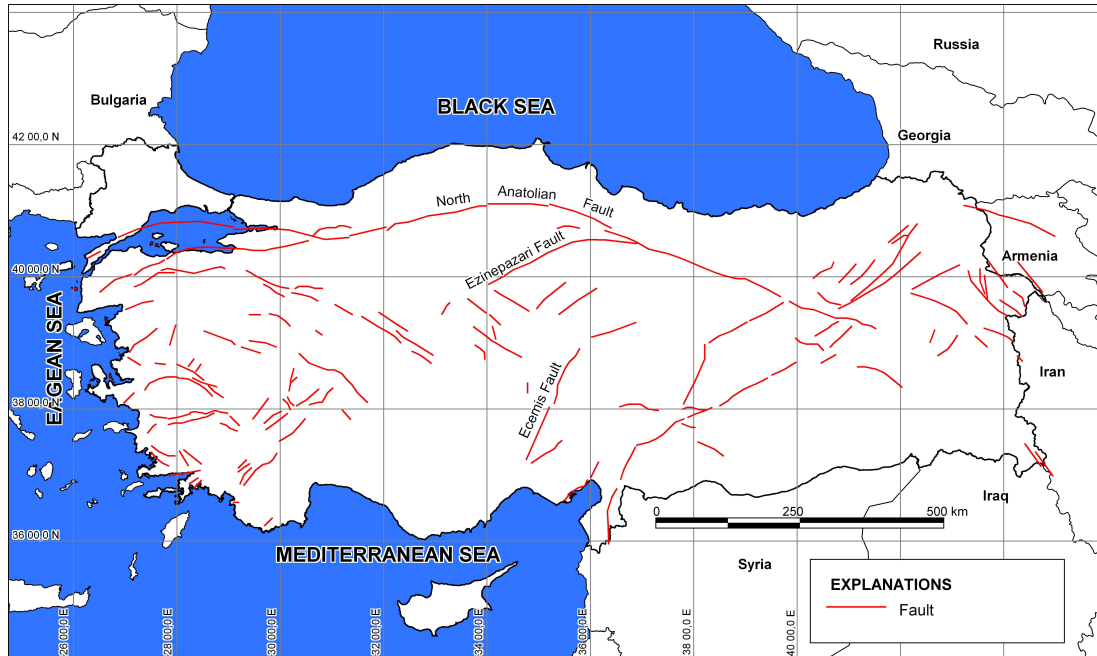 Russia
Bulgaria
BLACK SEA
Georgia
42 00,0 N
North Anatolian Fault
Ezinepazari Fault
Armenia
40 00,0 N
EAGEAN SEA
Iran
38 00,0 N
Ecemis Fault
Iraq
0 250 500 km
36 00,0 N
MEDITERRANEAN SEA
Syria
EXPLANATIONS
Fault
26 00,0 E
28 00,0 E
30 00,0 E
32 00,0 E
34 00,0 E
36 00,0 E
38 00,0 E
40 00,0 E